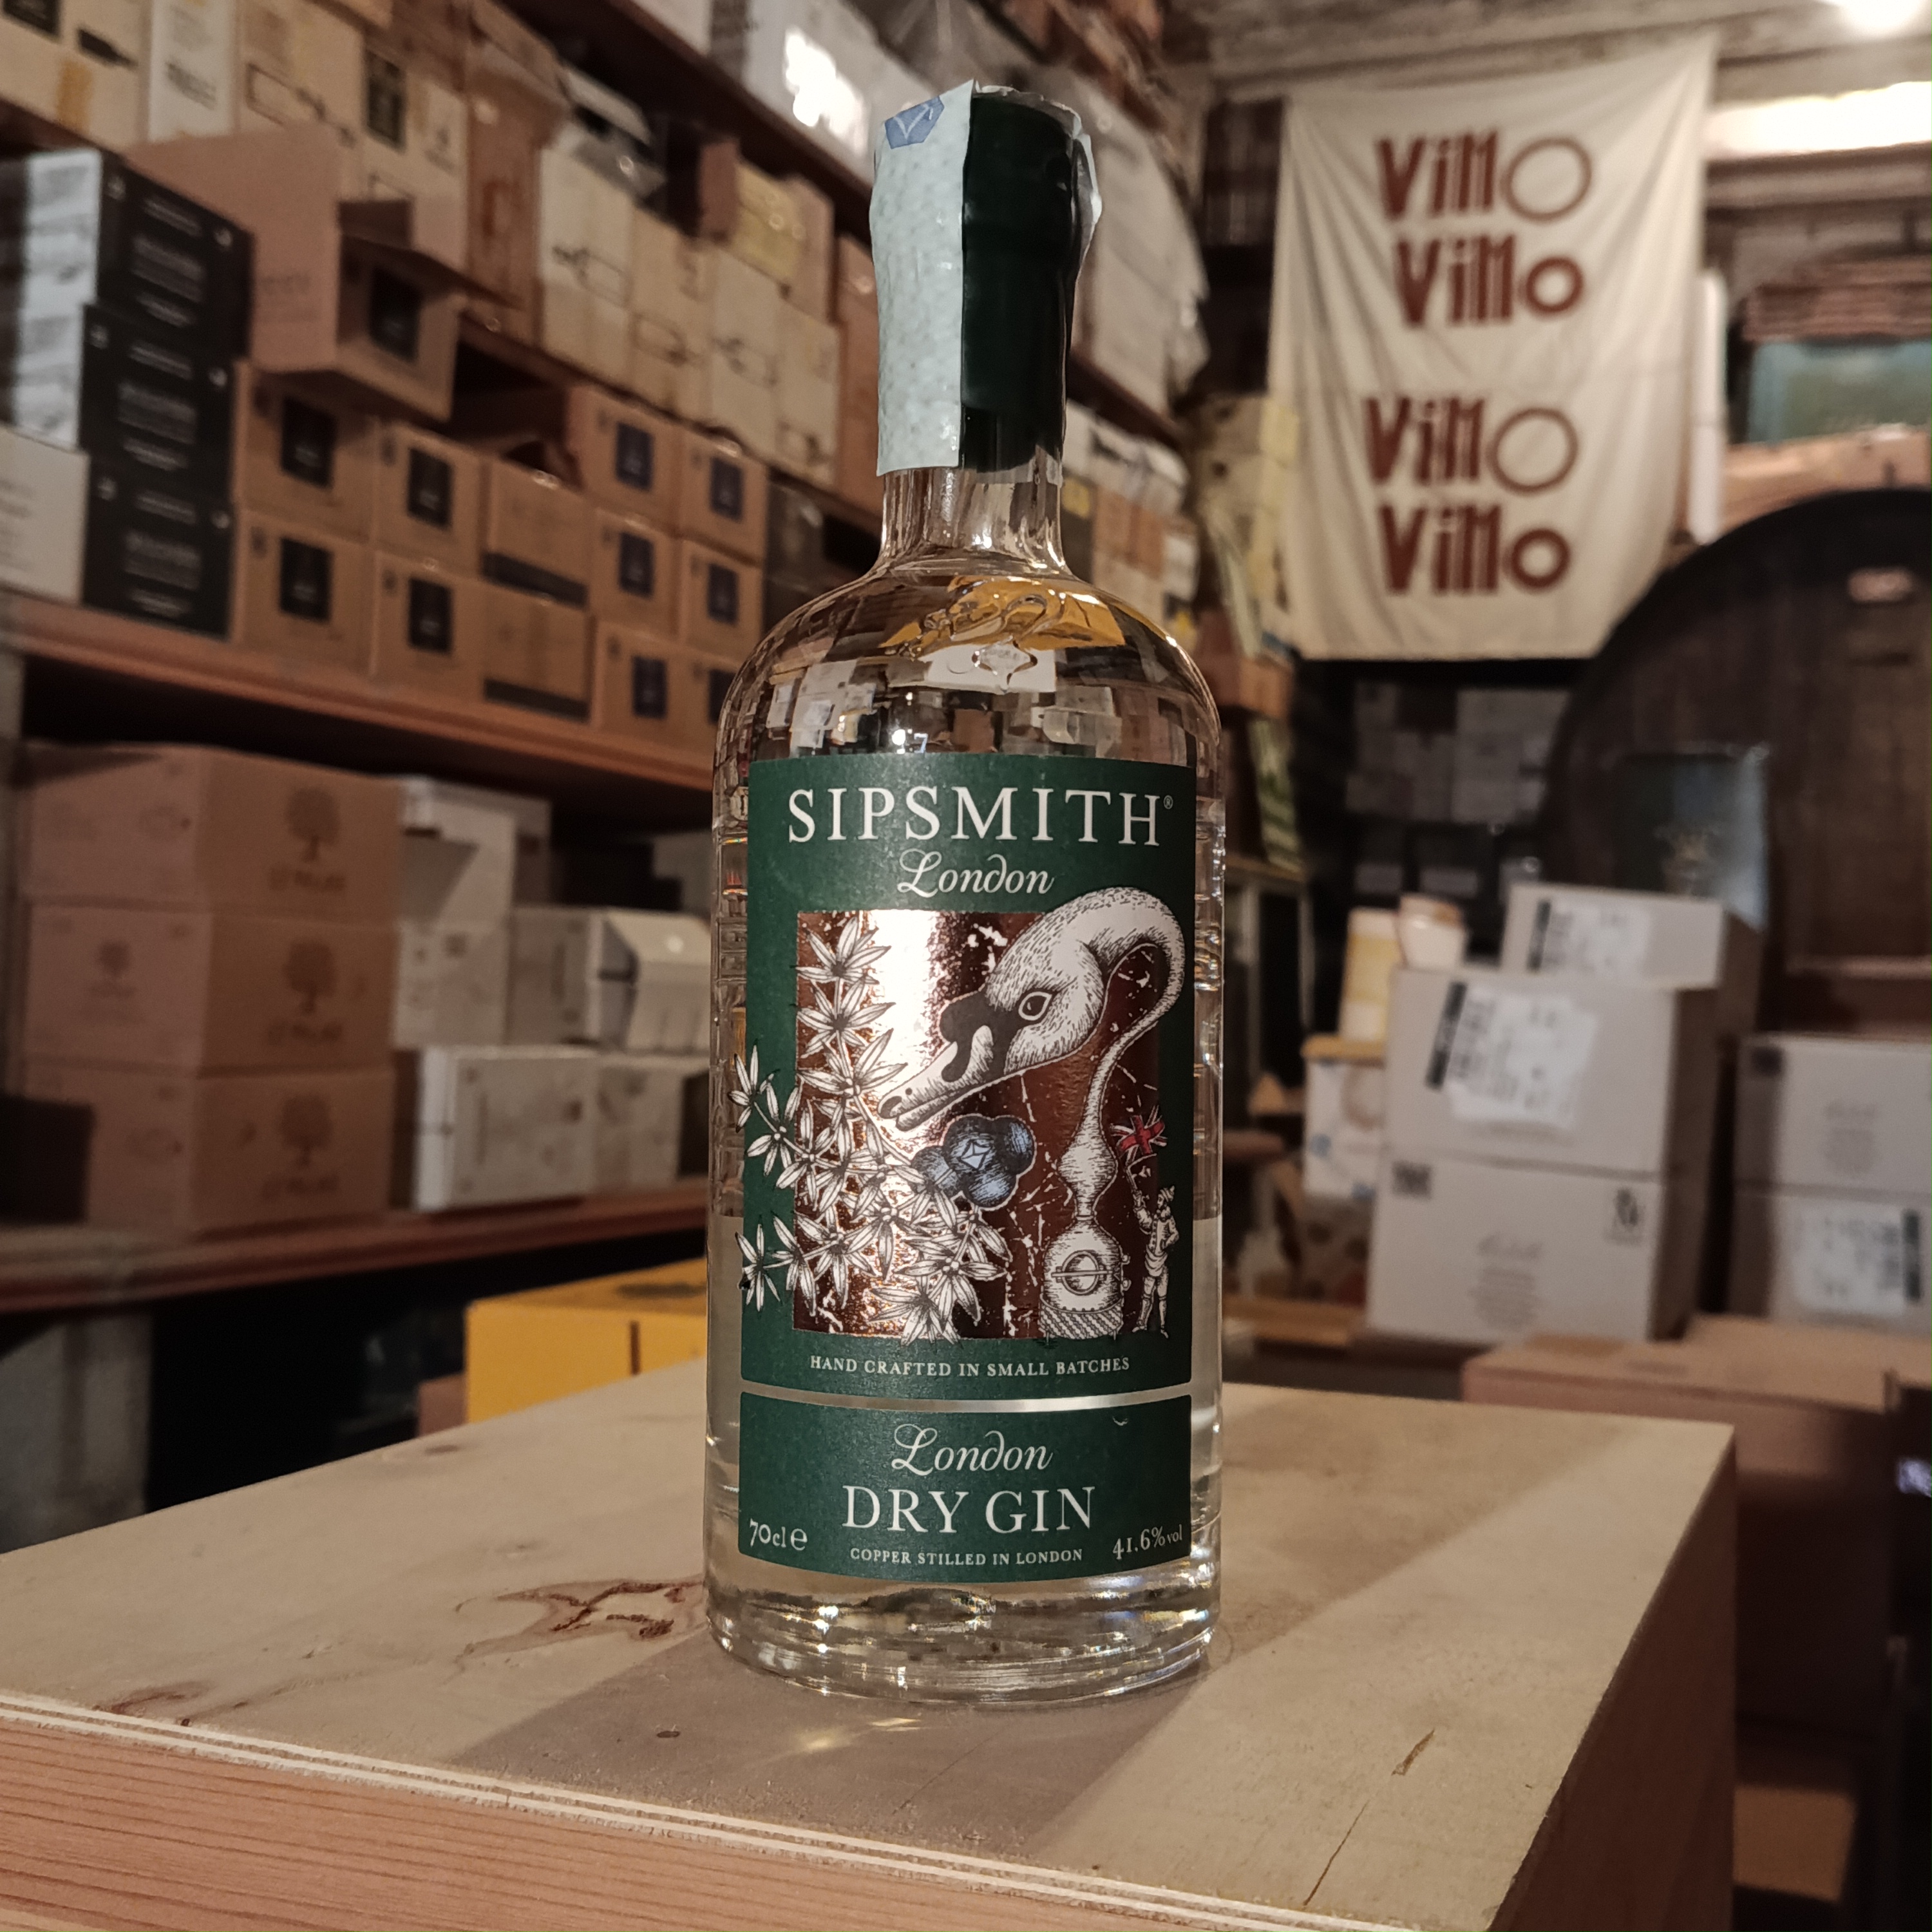 ViNO
ViNo
ViNO
ViNo
SIPSMITH®
London
HAND CRAFTED IN SMALL BATCHES
London
DRY GIN
70cl e
COPPER STILLED IN LONDON
41.6% vol